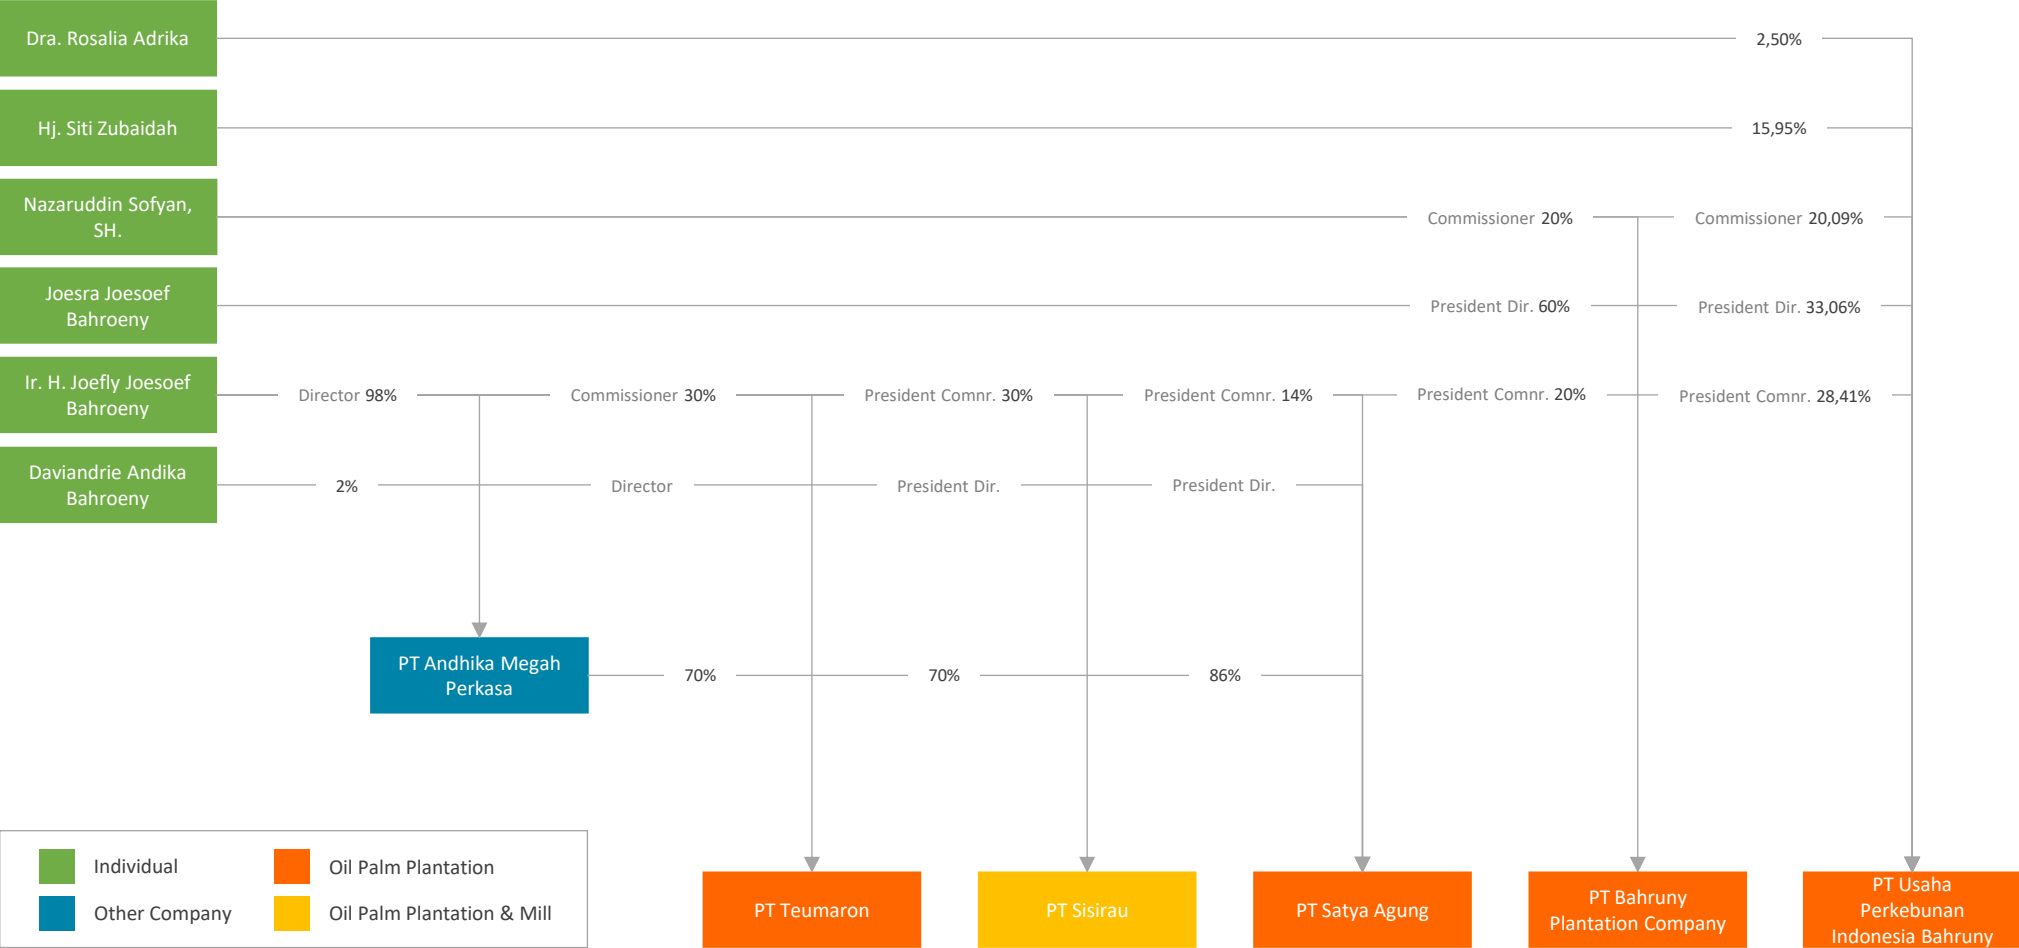 Dra. Rosalia Adrika
2,50%
Hj. Siti Zubaidah
15,95%
Nazaruddin Sofyan,
SH.
Commissioner 20%
Commissioner 20,09%
Joesra Joesoef
Bahroeny
President Dir. 60%
President Dir. 33,06%
Ir. H. Joefly Joesoef
Bahroeny
Director 98%
Commissioner 30%
President Comnr. 30%
President Comnr. 14%
President Comnr. 20%
President Comnr. 28,41%
Daviandrie Andika
Bahroeny
2%
Director
President Dir.
President Dir.
PT Andhika Megah
Perkasa
70%
70%
86%
Individual
Oil Palm Plantation
Other Company
Oil Palm Plantation & Mill
PT Teumaron
PT Sisirau
PT Satya Agung
PT Bahruny
Plantation Company
PT Usaha
Perkebunan
Indonesia Bahruny